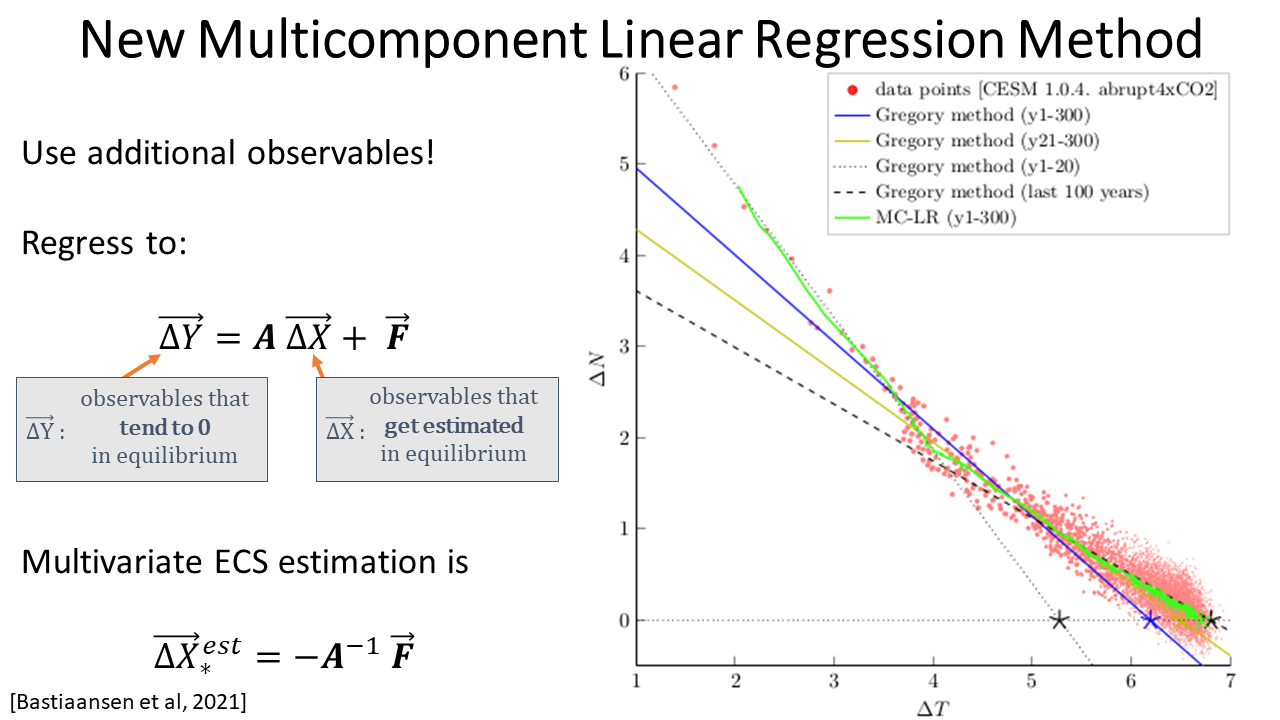 New Multicomponent Linear Regression Method
Use additional observables!
Regress to:
$\overrightarrow{\Delta Y} = \boldsymbol{A} \, \overrightarrow{\Delta X} + \overrightarrow{\boldsymbol{F}}$
$\overrightarrow{\Delta Y}$ :
observables that
tend to 0
in equilibrium
$\overrightarrow{\Delta X}$ :
observables that
get estimated
in equilibrium
Multivariate ECS estimation is
$\overrightarrow{\Delta X}_{*}^{est} = -\boldsymbol{A}^{-1} \, \overrightarrow{\boldsymbol{F}}$
[Bastiaansen et al, 2021]
data points [CESM 1.0.4. abrupt4xCO2]
Gregory method (y1-300)
Gregory method (y21-300)
Gregory method (y1-20)
Gregory method (last 100 years)
MC-LR (y1-300)
6
5
4
3
2
1
0
ΔN
1 2 3 4 5 6 7
ΔT